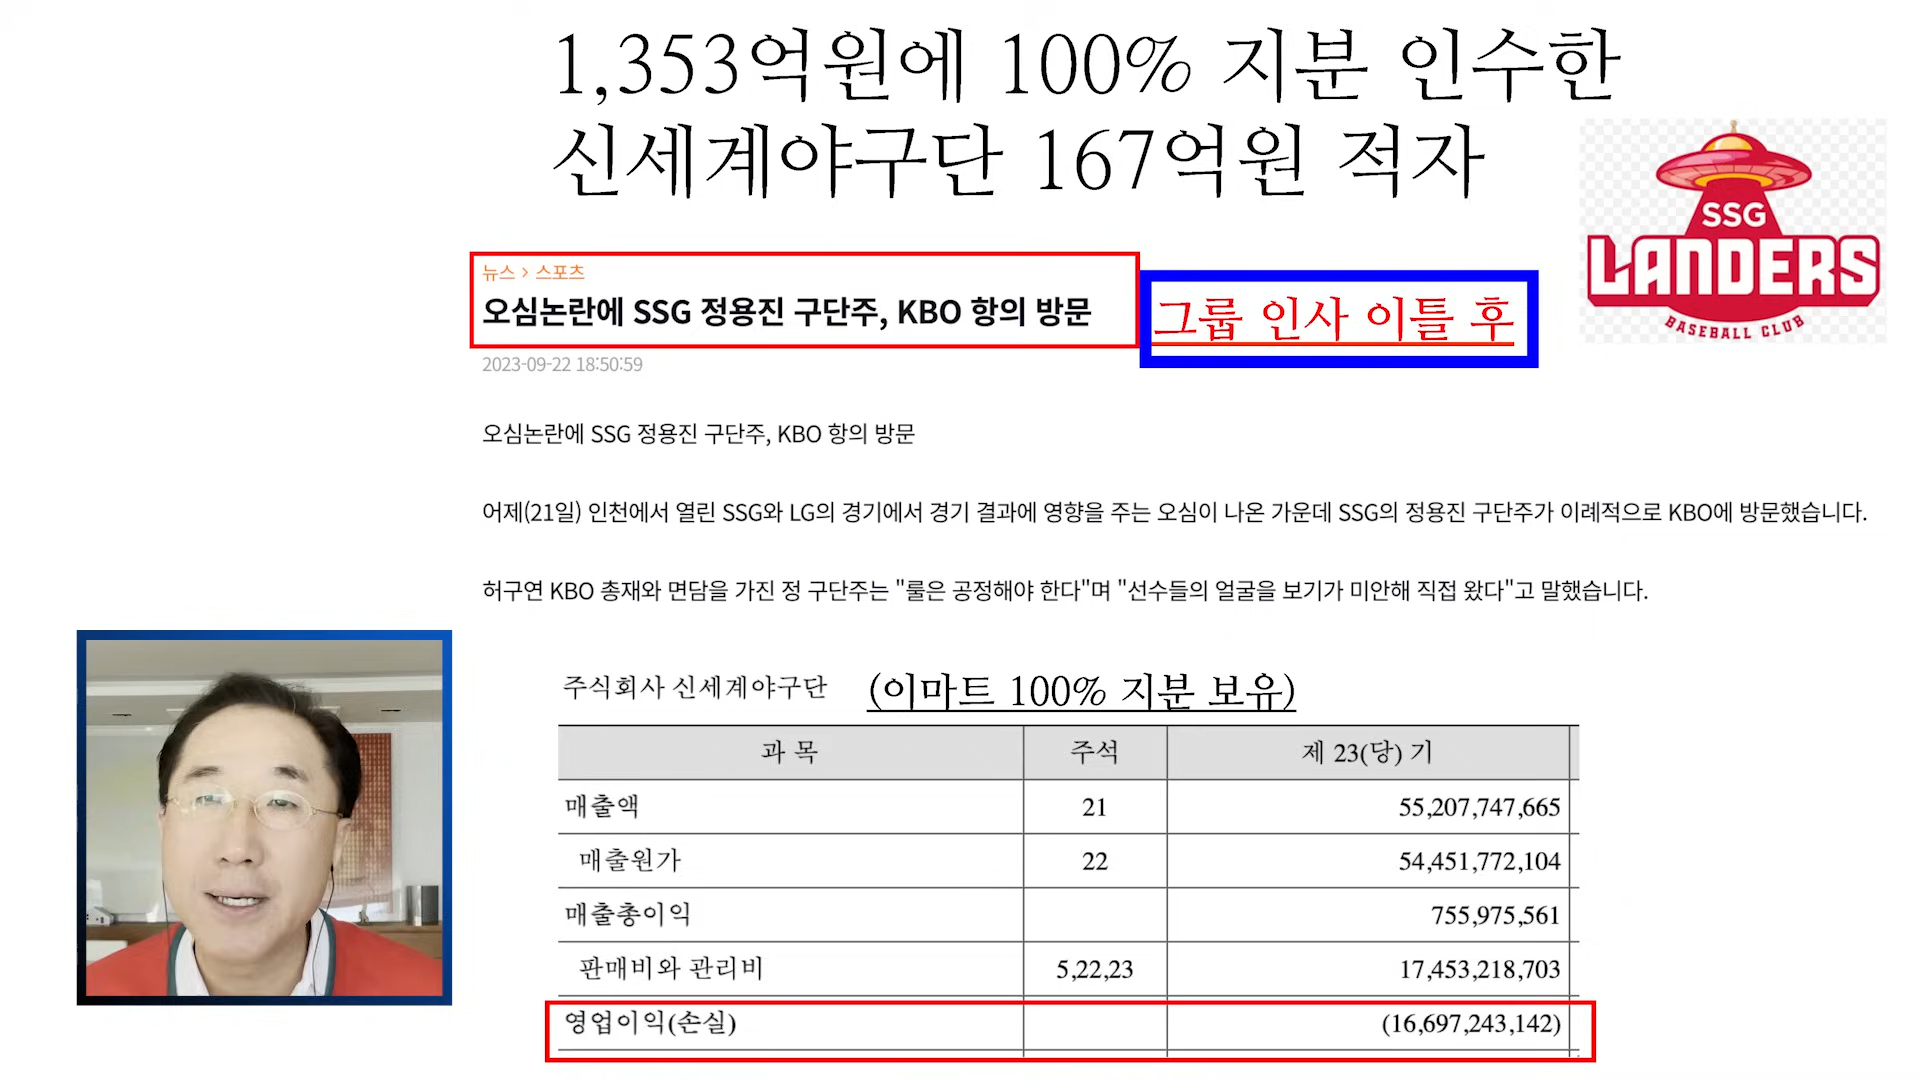 1,353억원에 100% 지분 인수한
신세계야구단 167억원 적자
SSG
LANDERS
BASEBALL CLUB
뉴스 > 스포츠
오심논란에 SSG 정용진 구단주, KBO 항의 방문
그룹 인사 이틀 후
2023-09-22 18:50:59
오심논란에 SSG 정용진 구단주, KBO 항의 방문
어제(21일) 인천에서 열린 SSG와 LG의 경기에서 경기 결과에 영향을 주는 오심이 나온 가운데 SSG의 정용진 구단주가 이례적으로 KBO에 방문했습니다.
허구연 KBO 총재와 면담을 가진 정 구단주는 "룰은 공정해야 한다"며 "선수들의 얼굴을 보기가 미안해 직접 왔다"고 말했습니다.
주식회사 신세계야구단 (이마트 100% 지분 보유)
과 목 주석 제 23(당) 기
매출액 21 55,207,747,665
매출원가 22 54,451,772,104
매출총이익 755,975,561
판매비와 관리비 5,22,23 17,453,218,703
영업이익(손실) (16,697,243,142)